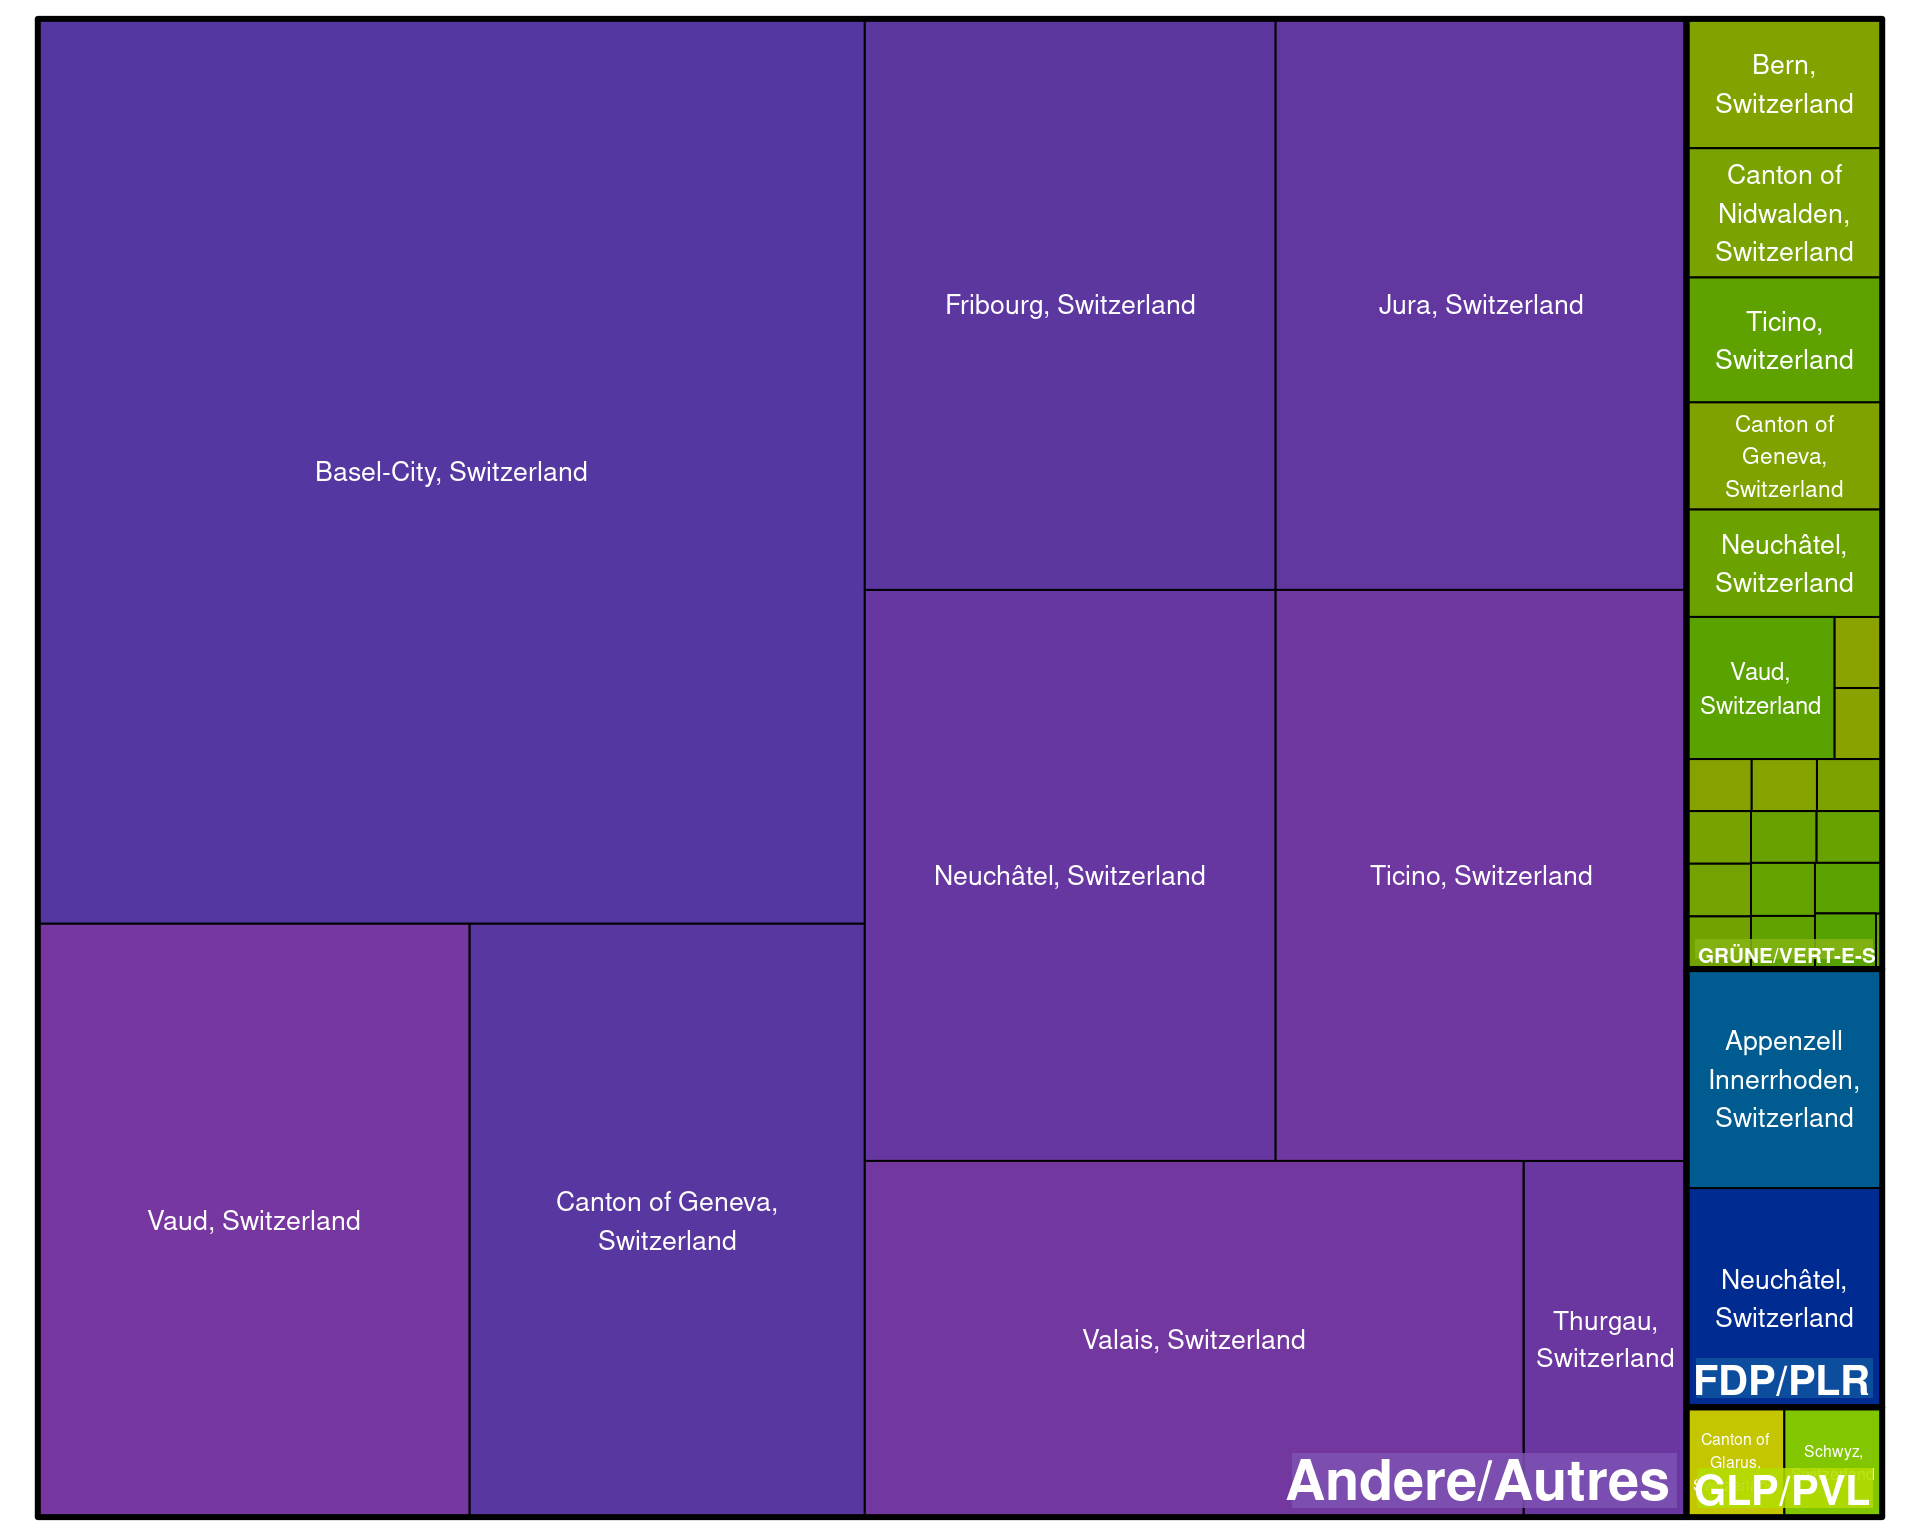 Basel-City, Switzerland
Fribourg, Switzerland
Jura, Switzerland
Neuchâtel, Switzerland
Ticino, Switzerland
Vaud, Switzerland
Canton of Geneva,
Switzerland
Valais, Switzerland
Thurgau,
Switzerland
Andere/Autres
Bern,
Switzerland
Canton of
Nidwalden,
Switzerland
Ticino,
Switzerland
Canton of
Geneva,
Switzerland
Neuchâtel,
Switzerland
Vaud,
Switzerland
GRÜNE/VERT-E-S
Appenzell
Innerrhoden,
Switzerland
Neuchâtel,
Switzerland
FDP/PLR
Canton of
Glarus,
Schwyz,
GLP/PVL